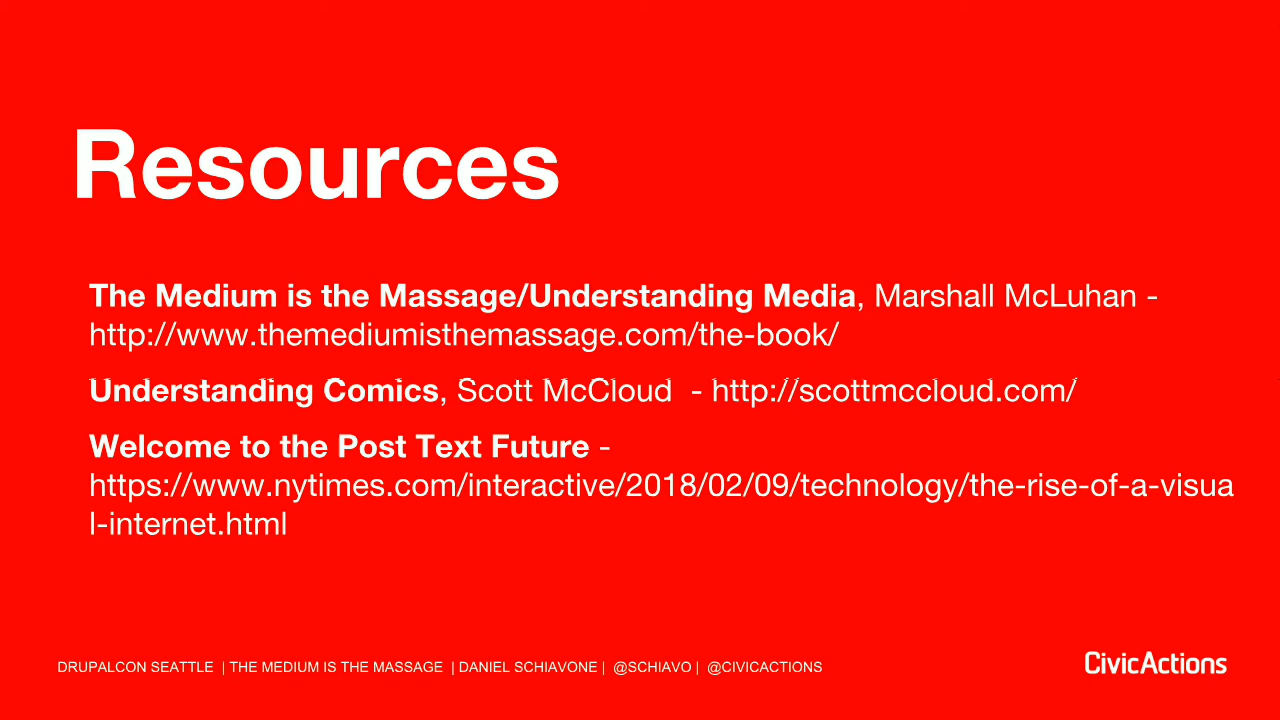 Resources
The Medium is the Massage/Understanding Media, Marshall McLuhan -
http://www.themediumisthemassage.com/the-book/
Understanding Comics, Scott McCloud  - http://scottmccloud.com/
Welcome to the Post Text Future -
https://www.nytimes.com/interactive/2018/02/09/technology/the-rise-of-a-visua
l-internet.html
DRUPALCON SEATTLE  | THE MEDIUM IS THE MASSAGE  | DANIEL SCHIAVONE |  @SCHIAVO |  @CIVICACTIONS
CivicActions